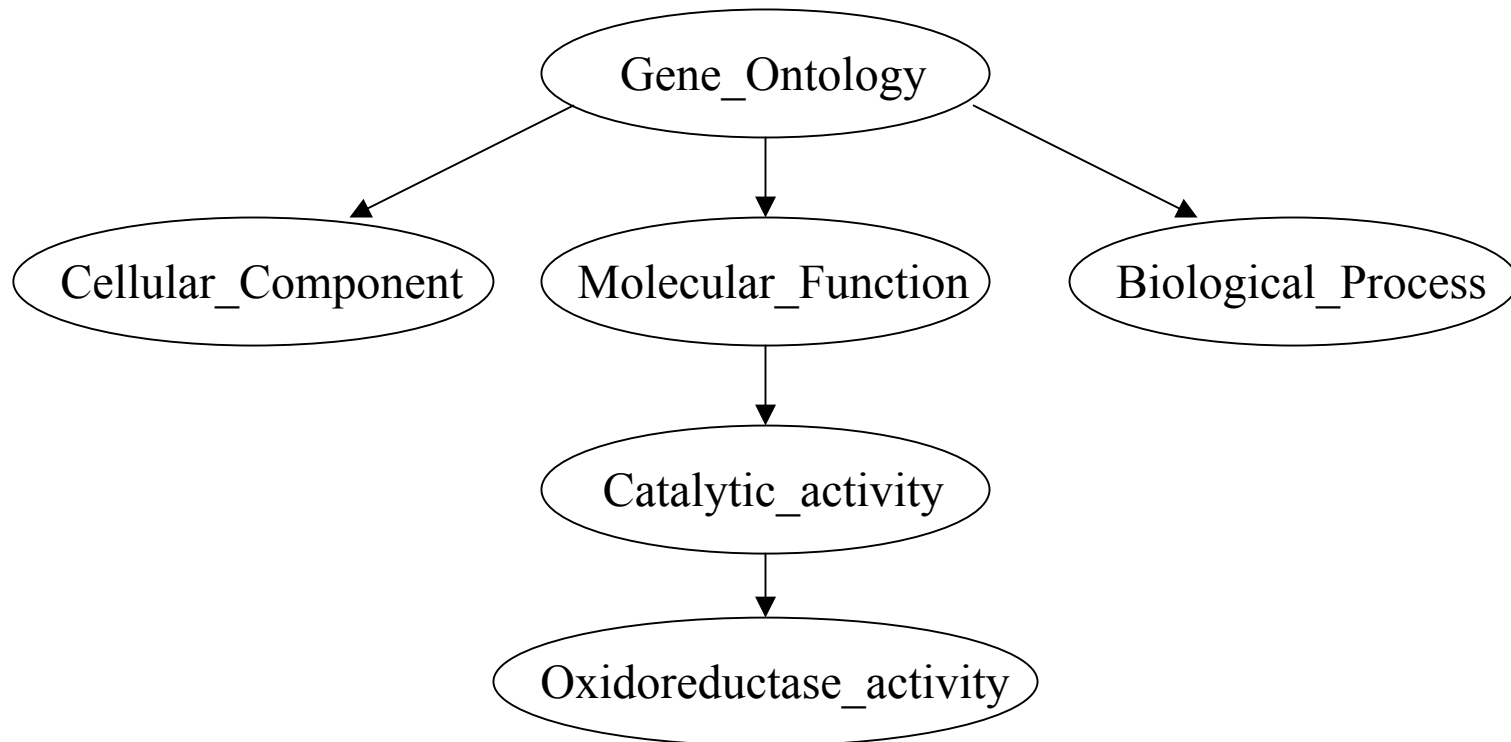 Gene_Ontology
Cellular_Component
Molecular_Function
Biological_Process
Catalytic_activity
Oxidoreductase_activity